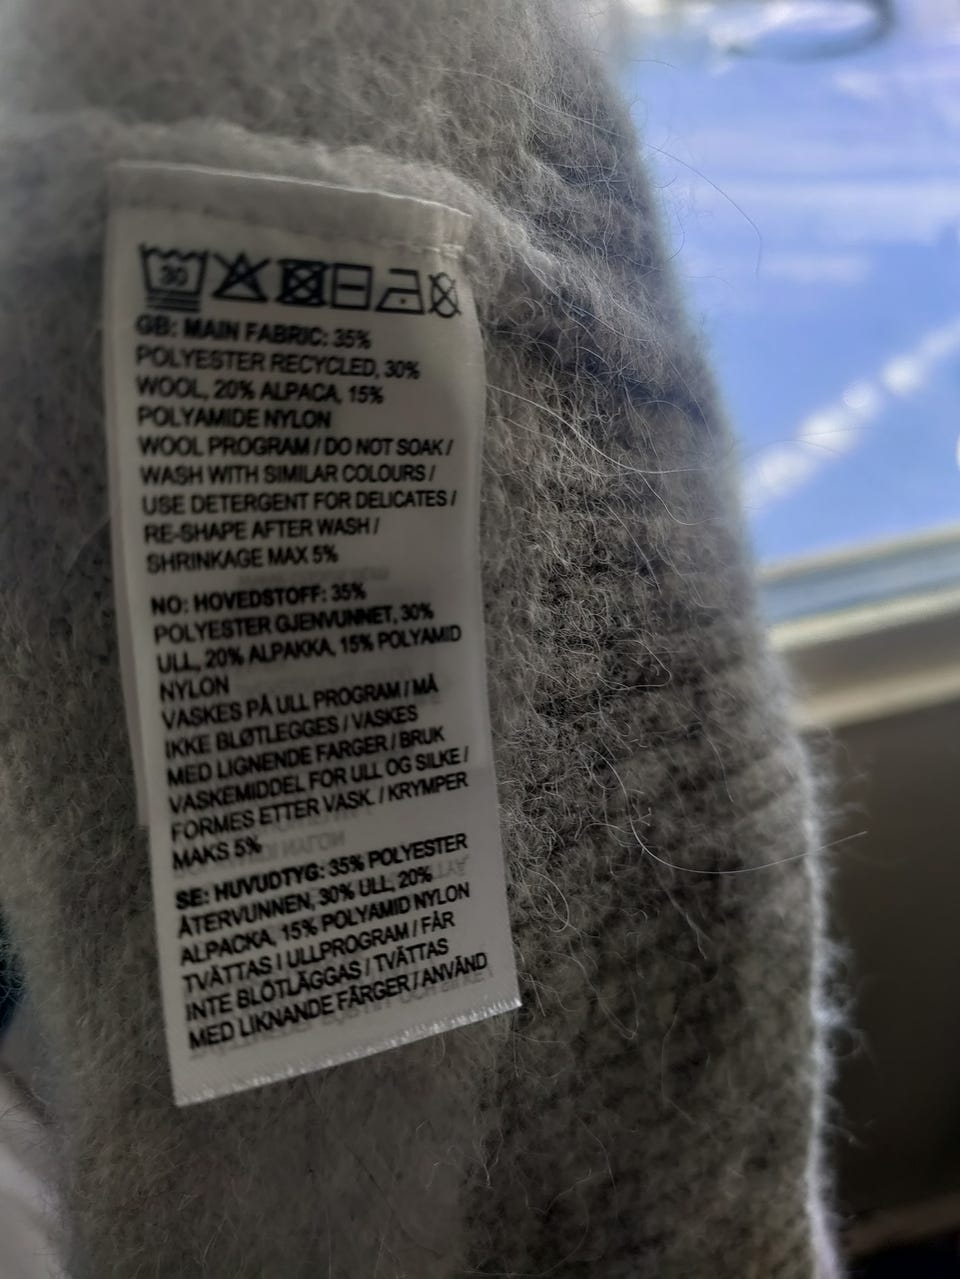 30
GB: MAIN FABRIC: 35%
POLYESTER RECYCLED, 30%
WOOL, 20% ALPACA, 15%
POLYAMIDE NYLON
WOOL PROGRAM / DO NOT SOAK /
WASH WITH SIMILAR COLOURS /
USE DETERGENT FOR DELICATES /
RE-SHAPE AFTER WASH /
SHRINKAGE MAX 5%
NO: HOVEDSTOFF: 35%
POLYESTER GJENVUNNET, 30%
ULL, 20% ALPAKKA, 15% POLYAMID
NYLON
VASKES PÅ ULL PROGRAM / MÅ
IKKE BLØTLEGGES / VASKES
MED LIGNENDE FARGER / BRUK
VASKEMIDDEL FOR ULL OG SILKE /
FORMES ETTER VASK. / KRYMPER
MAKS 5%
SE: HUVUDTYG: 35% POLYESTER
ÅTERVUNNEN, 30% ULL, 20%
ALPACKA, 15% POLYAMID NYLON
TVÄTTAS I ULLPROGRAM / FÅR
INTE BLÖTLÄGGAS / TVÄTTAS
MED LIKNANDE FÄRGER / ANVÄND